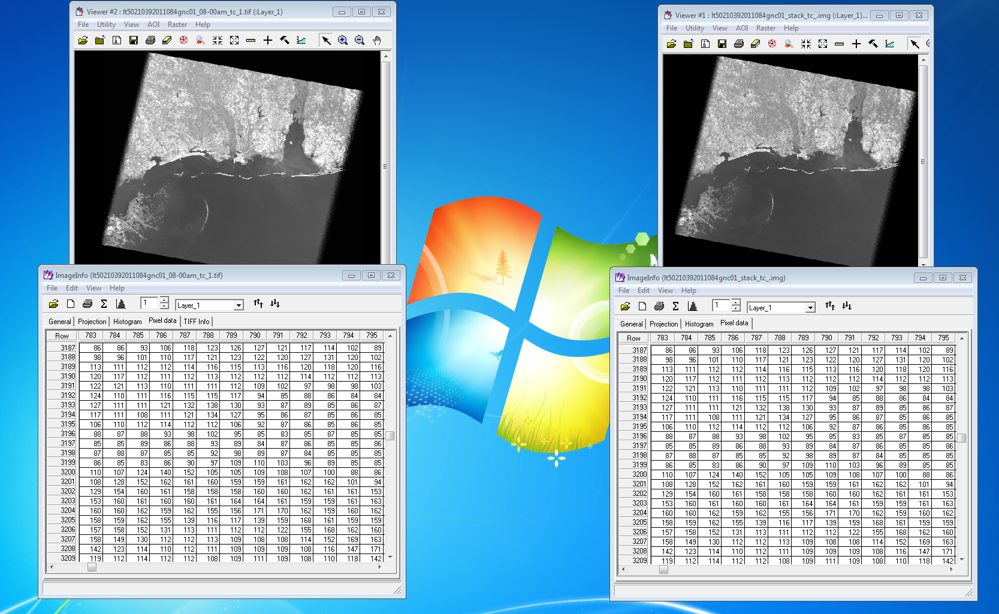 Viewer #2 : lt50210392011084gnc01_08-00am_tc_1.tif (:Layer_1)
File Utility View AOI Raster Help
Viewer #1 : lt50210392011084gnc01_stack_tc_.img (:Layer_1)...
File Utility View AOI Raster Help
ImageInfo (lt50210392011084gnc01_08-00am_tc_1.tif)
File Edit View Help
1 Layer_1
General Projection Histogram Pixel data TIFF Info
Row 783 784 785 786 787 788 789 790 791 792 793 794 795
3187 86 86 93 106 118 123 126 127 121 117 114 102 89
3188 98 96 101 110 117 121 123 122 120 127 131 120 102
3189 113 111 112 112 114 116 115 113 116 120 118 120 116
3190 120 117 112 111 112 113 112 112 112 114 112 112 113
3191 122 121 113 110 111 111 112 109 102 97 98 98 103
3192 124 110 111 116 115 115 117 94 85 88 86 84 84
3193 127 111 111 121 132 138 130 93 87 89 85 86 87
3194 117 111 108 111 121 134 127 95 86 87 85 86 85
3195 106 110 112 114 112 112 106 92 87 86 85 86 85
3196 88 87 88 93 98 102 95 85 83 85 87 85 85
3197 85 85 89 86 88 93 89 84 87 86 85 85 86
3198 87 88 87 85 85 92 98 89 87 84 85 85 85
3199 86 85 83 86 90 97 109 110 103 96 89 85 85
3200 110 107 124 140 152 105 105 109 108 107 100 88 86
3201 108 128 152 162 161 160 159 159 161 162 162 101 94
3202 129 154 160 161 158 158 158 160 160 162 161 161 153
3203 153 160 161 160 160 161 164 164 161 159 159 161 163
3204 160 160 162 159 162 155 156 171 170 162 159 160 162
3205 158 159 162 155 139 116 117 139 159 168 161 159 159
3206 157 158 152 131 113 111 112 112 122 155 168 162 160
3207 158 149 130 112 112 113 109 108 108 114 152 169 163
3208 142 123 114 110 112 111 109 109 109 108 116 147 171
3209 119 112 114 112 112 108 109 111 109 108 110 118 142
ImageInfo (lt50210392011084gnc01_stack_tc_.img)
File Edit View Help
1 Layer_1
General Projection Histogram Pixel data
Row 783 784 785 786 787 788 789 790 791 792 793 794 795
3187 86 86 93 106 118 123 126 127 121 117 114 102 89
3188 98 96 101 110 117 121 123 122 120 127 131 120 102
3189 113 111 112 112 114 116 115 113 116 120 118 120 116
3190 120 117 112 111 112 113 112 112 112 114 112 112 113
3191 122 121 113 110 111 111 112 109 102 97 98 98 103
3192 124 110 111 116 115 115 117 94 85 88 86 84 84
3193 127 111 111 121 132 138 130 93 87 89 85 86 87
3194 117 111 108 111 121 134 127 95 86 87 85 86 85
3195 106 110 112 114 112 112 106 92 87 86 85 86 85
3196 88 87 88 93 98 102 95 85 83 85 87 85 85
3197 85 85 89 86 88 93 89 84 87 86 85 85 86
3198 87 88 87 85 85 92 98 89 87 84 85 85 85
3199 86 85 83 86 90 97 109 110 103 96 89 85 85
3200 110 107 124 140 152 105 105 109 108 107 100 88 86
3201 108 128 152 162 161 160 159 159 161 162 162 101 94
3202 129 154 160 161 158 158 158 160 160 162 161 161 153
3203 153 160 161 160 160 161 164 164 161 159 159 161 163
3204 160 160 162 159 162 155 156 171 170 162 159 160 162
3205 158 159 162 155 139 116 117 139 159 168 161 159 159
3206 157 158 152 131 113 111 112 112 122 155 168 162 160
3207 158 149 130 112 112 113 109 108 108 114 152 169 163
3208 142 123 114 110 112 111 109 109 109 108 116 147 171
3209 119 112 114 112 112 108 109 111 109 108 110 118 142